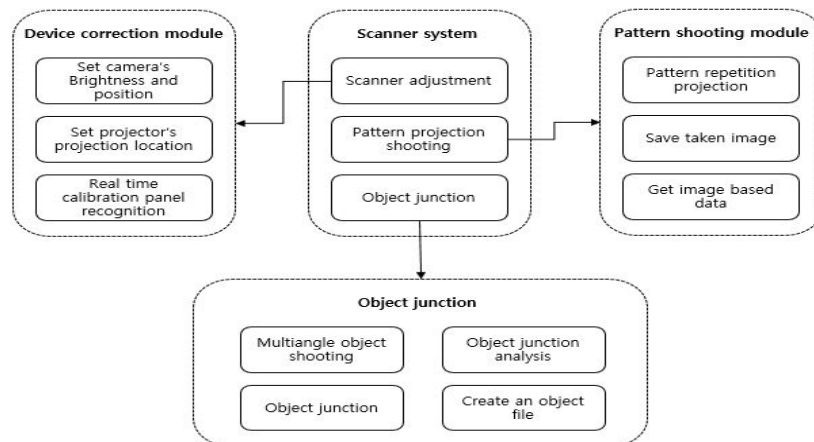 Device correction module
Set camera's
Brightness and
position
Set projector's
projection location
Real time
calibration panel
recognition
Scanner system
Scanner adjustment
Pattern projection
shooting
Object junction
Pattern shooting module
Pattern repetition
projection
Save taken image
Get image based
data
Object junction
Multiangle object
shooting
Object junction
analysis
Object junction
Create an object
file